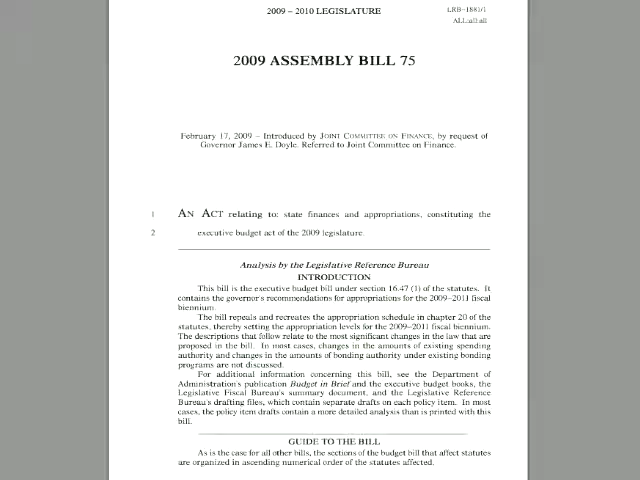 2009 – 2010 LEGISLATURE
LRB–1881/1
ALL:all:all
2009 ASSEMBLY BILL 75
February 17, 2009 – Introduced by JOINT COMMITTEE ON FINANCE, by request of
Governor James E. Doyle. Referred to Joint Committee on Finance.
1 AN ACT relating to: state finances and appropriations, constituting the
2 executive budget act of the 2009 legislature.
Analysis by the Legislative Reference Bureau
INTRODUCTION
This bill is the executive budget bill under section 16.47 (1) of the statutes. It
contains the governor's recommendations for appropriations for the 2009–2011 fiscal
biennium.
The bill repeals and recreates the appropriation schedule in chapter 20 of the
statutes, thereby setting the appropriation levels for the 2009–2011 fiscal biennium.
The descriptions that follow relate to the most significant changes in the law that are
proposed in the bill. In most cases, changes in the amounts of existing spending
authority and changes in the amounts of bonding authority under existing bonding
programs are not discussed.
For additional information concerning this bill, see the Department of
Administration's publication Budget in Brief and the executive budget books, the
Legislative Fiscal Bureau's summary document, and the Legislative Reference
Bureau's drafting files, which contain separate drafts on each policy item. In most
cases, the policy item drafts contain a more detailed analysis than is printed with this
bill.
GUIDE TO THE BILL
As is the case for all other bills, the sections of the budget bill that affect statutes
are organized in ascending numerical order of the statutes affected.